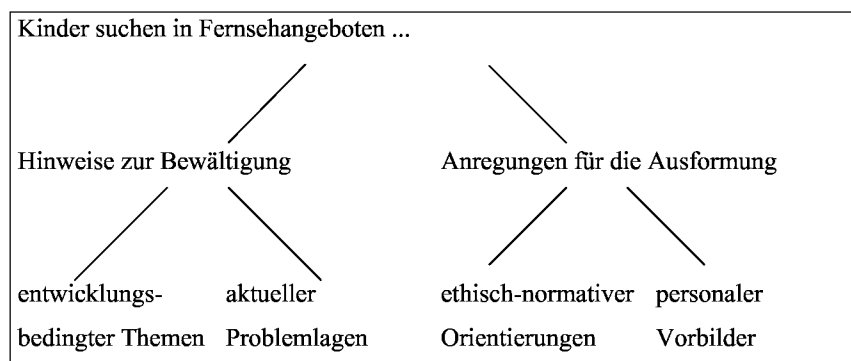 Kinder suchen in Fernsehangeboten ...
Hinweise zur Bewältigung
Anregungen für die Ausformung
entwicklungs-
bedingter Themen
aktueller
Problemlagen
ethisch-normativer
Orientierungen
personaler
Vorbilder